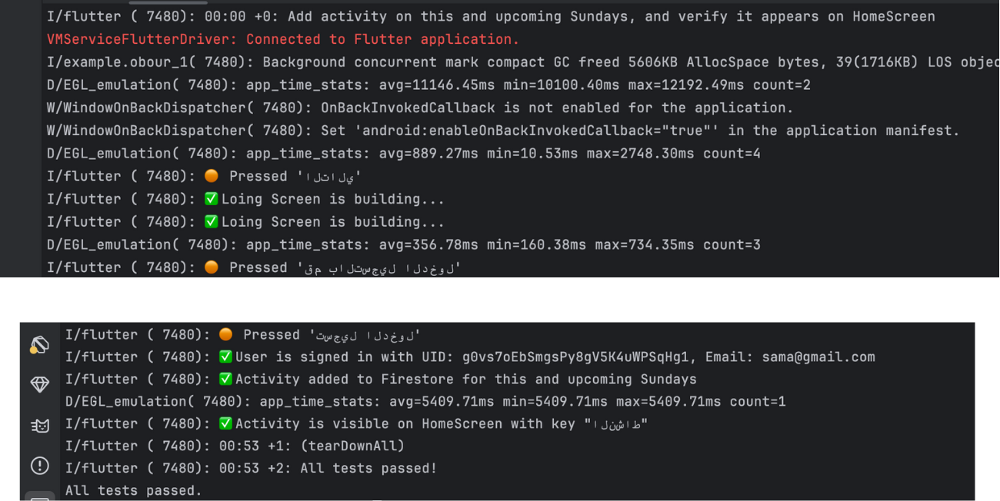 I/flutter ( 7480): 00:00 +0: Add activity on this and upcoming Sundays, and verify it appears on HomeScreen
VMServiceFlutterDriver: Connected to Flutter application.
I/example.obour_1( 7480): Background concurrent mark compact GC freed 5606KB AllocSpace bytes, 39(1716KB) LOS objec
D/EGL_emulation( 7480): app_time_stats: avg=11146.45ms min=10100.40ms max=12192.49ms count=2
W/WindowOnBackDispatcher( 7480): OnBackInvokedCallback is not enabled for the application.
W/WindowOnBackDispatcher( 7480): Set 'android:enableOnBackInvokedCallback="true"' in the application manifest.
D/EGL_emulation( 7480): app_time_stats: avg=889.27ms min=10.53ms max=2748.30ms count=4
I/flutter ( 7480): 🟠 Pressed 'التالي'
I/flutter ( 7480): ✅Loing Screen is building...
I/flutter ( 7480): ✅Loing Screen is building...
D/EGL_emulation( 7480): app_time_stats: avg=356.78ms min=160.38ms max=734.35ms count=3
I/flutter ( 7480): 🟠 Pressed 'قم بالتسجيل الدخول'
I/flutter ( 7480): 🟠 Pressed 'تسجيل الدخول'
I/flutter ( 7480): ✅User is signed in with UID: g0vs7oEbSmgsPy8gV5K4uWPSqHg1, Email: sama@gmail.com
I/flutter ( 7480): ✅Activity added to Firestore for this and upcoming Sundays
D/EGL_emulation( 7480): app_time_stats: avg=5409.71ms min=5409.71ms max=5409.71ms count=1
I/flutter ( 7480): ✅Activity is visible on HomeScreen with key "النشاط"
I/flutter ( 7480): 00:53 +1: (tearDownAll)
I/flutter ( 7480): 00:53 +2: All tests passed!
All tests passed.